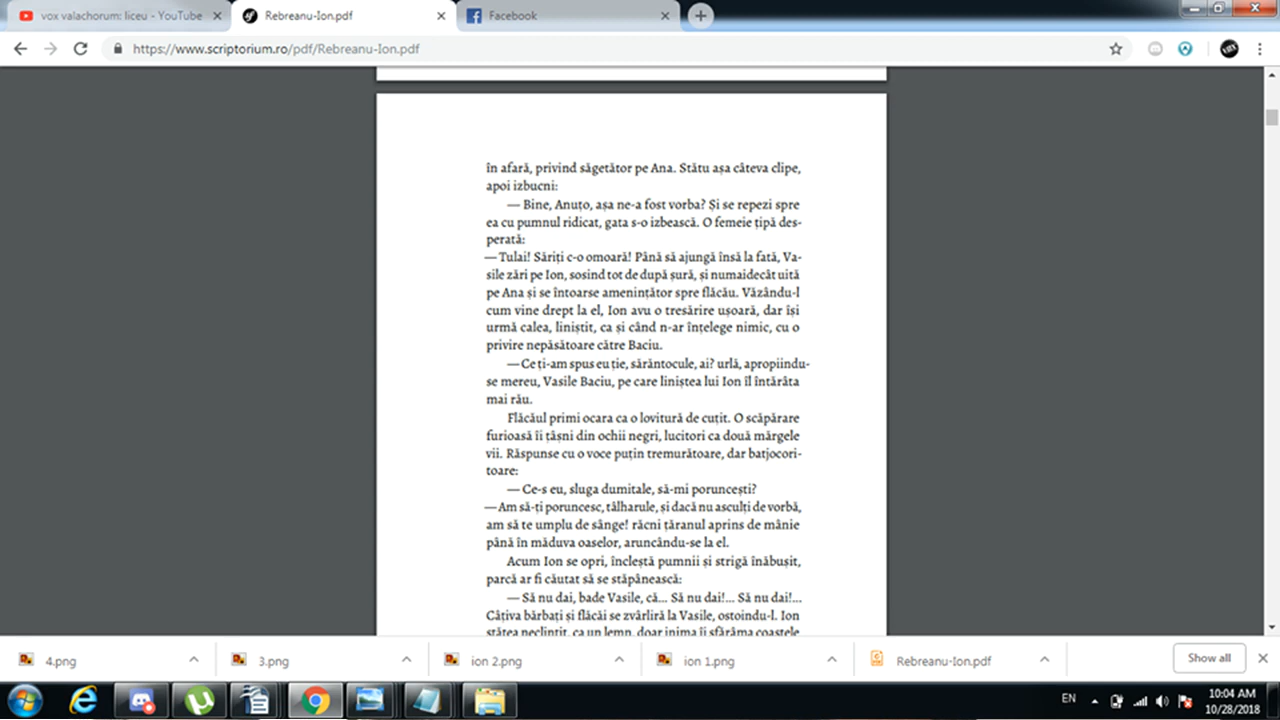 vox valachorum: liceu - YouTube
Rebreanu-Ion.pdf
Facebook
https://www.scriptorium.ro/pdf/Rebreanu-Ion.pdf
în afară, privind săgetător pe Ana. Stătu așa câteva clipe,
apoi izbucni:
— Bine, Anuțo, așa ne-a fost vorba? Și se repezi spre
ea cu pumnul ridicat, gata s-o izbească. O femeie țipă des-
perată:
— Tulai! Săriți c-o omoară! Până să ajungă însă la fată, Va-
sile zări pe Ion, sosind tot de după șură, și numaidecât uită
pe Ana și se întoarse amenințător spre flăcău. Văzându-l
cum vine drept la el, Ion avu o tresărire ușoară, dar își
urmă calea, liniștit, ca și când n-ar înțelege nimic, cu o
privire nepăsătoare către Baciu.
— Ce ți-am spus eu ție, sărăntocule, ai? urlă, apropiindu-
se mereu, Vasile Baciu, pe care liniștea lui Ion îl întărâta
mai rău.
Flăcăul primi ocara ca o lovitură de cuțit. O scăpărare
furioasă îi țâșni din ochii negri, lucitori ca două mărgele
vii. Răspunse cu o voce puțin tremurătoare, dar batjocori-
toare:
— Ce-s eu, sluga dumitale, să-mi poruncești?
— Am să-ți poruncesc, tâlharule, și dacă nu asculți de vorbă,
am să te umplu de sânge! răcni țăranul aprins de mânie
până în măduva oaselor, aruncându-se la el.
Acum Ion se opri, încleștă pumnii și strigă înăbușit,
parcă ar fi căutat să se stăpânească:
— Să nu dai, bade Vasile, că... Să nu dai!... Să nu dai!...
Câțiva bărbați și flăcăi se zvârliră la Vasile, ostoindu-l. Ion
stătea neclintit, ca un lemn, doar inima îi sfărâma coastele
4.png
3.png
ion 2.png
ion 1.png
Rebreanu-Ion.pdf
Show all
EN
10:04 AM
10/28/2018